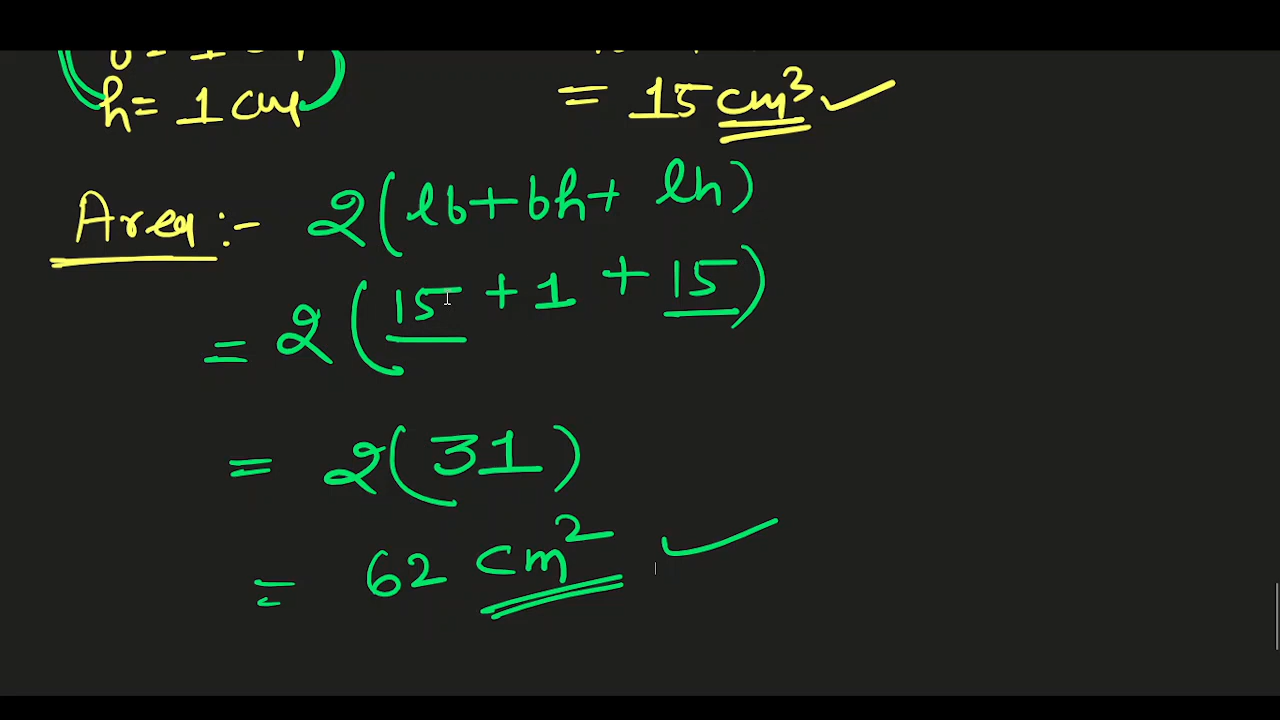 h = 1 cm
= 15 cm³ ✓
Area :- 2(lb + bh + lh)
= 2(15 + 1 + 15)
= 2(31)
= 62 cm² ✓